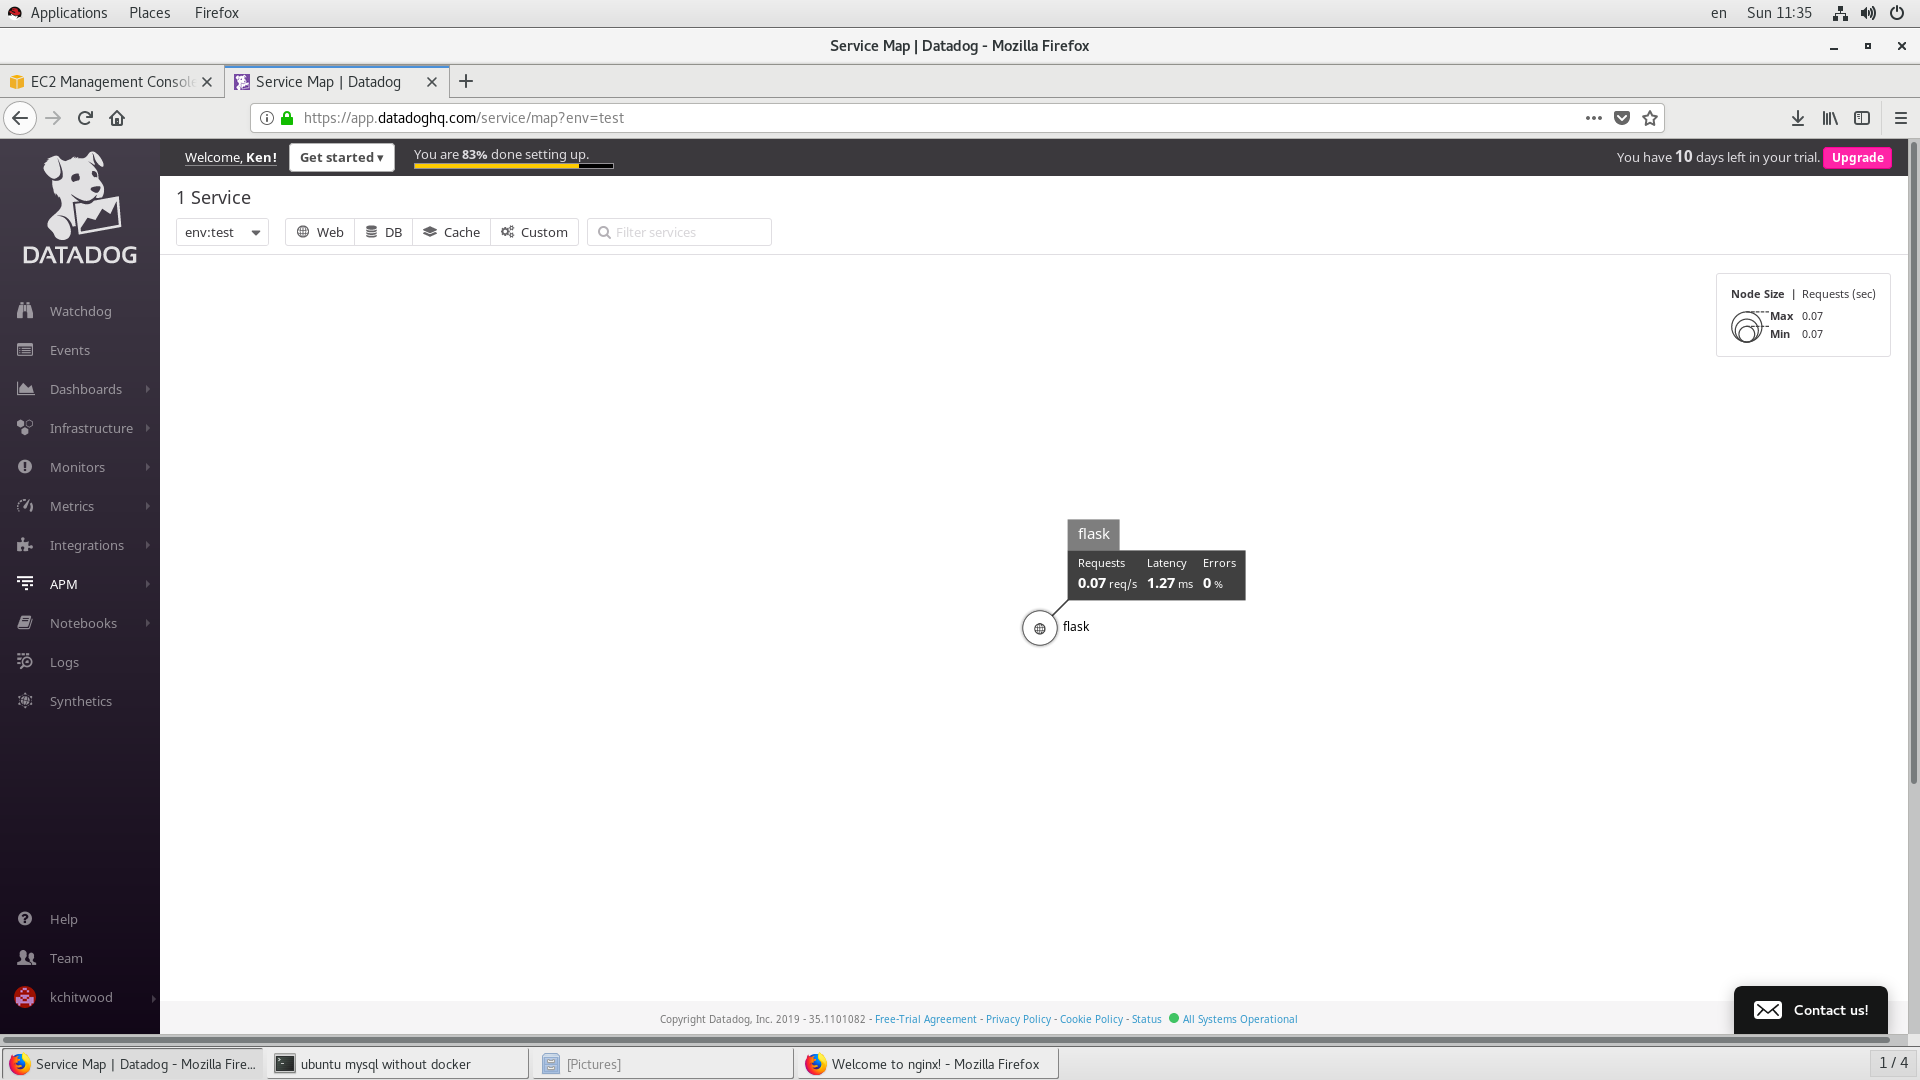 Applications Places Firefox en Sun 11:35
Service Map | Datadog - Mozilla Firefox
EC2 Management Consol Service Map | Datadog
https://app.datadoghq.com/service/map?env=test
Welcome, Ken! Get started ▾ You are 83% done setting up. You have 10 days left in your trial. Upgrade
DATADOG
Watchdog
Events
Dashboards
Infrastructure
Monitors
Metrics
Integrations
APM
Notebooks
Logs
Synthetics
Help
Team
kchitwood
1 Service
env:test Web DB Cache Custom Filter services
Node Size | Requests (sec)
Max 0.07
Min 0.07
flask
Requests Latency Errors
0.07 req/s 1.27 ms 0 %
flask
Contact us!
Copyright Datadog, Inc. 2019 - 35.1101082 - Free-Trial Agreement - Privacy Policy - Cookie Policy - Status All Systems Operational
Service Map | Datadog - Mozilla Fire... ubuntu mysql without docker [Pictures] Welcome to nginx! - Mozilla Firefox 1 / 4